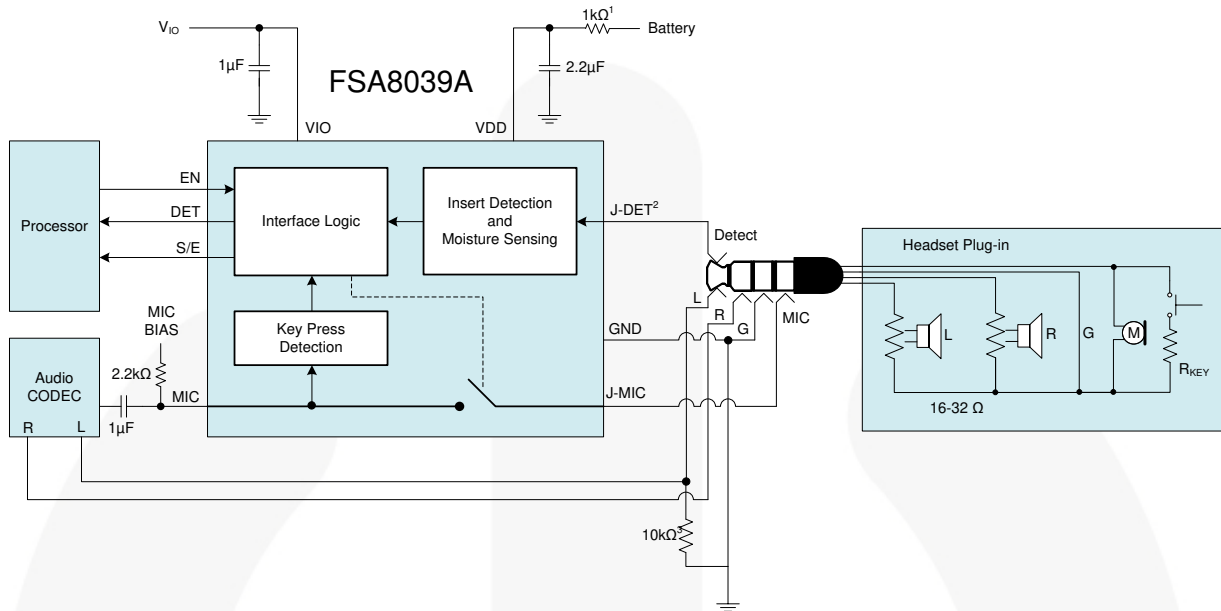 V_IO
1kΩ¹
Battery
1µF
2.2µF
FSA8039A
VIO
VDD
Processor
EN
DET
S/E
Interface Logic
Insert Detection
and
Moisture Sensing
J-DET²
Detect
Headset Plug-in
L
R
G
MIC
L
R
G
M
R_KEY
16-32 Ω
Key Press
Detection
GND
MIC
BIAS
2.2kΩ
Audio
CODEC
MIC
J-MIC
1µF
R
L
10kΩ³